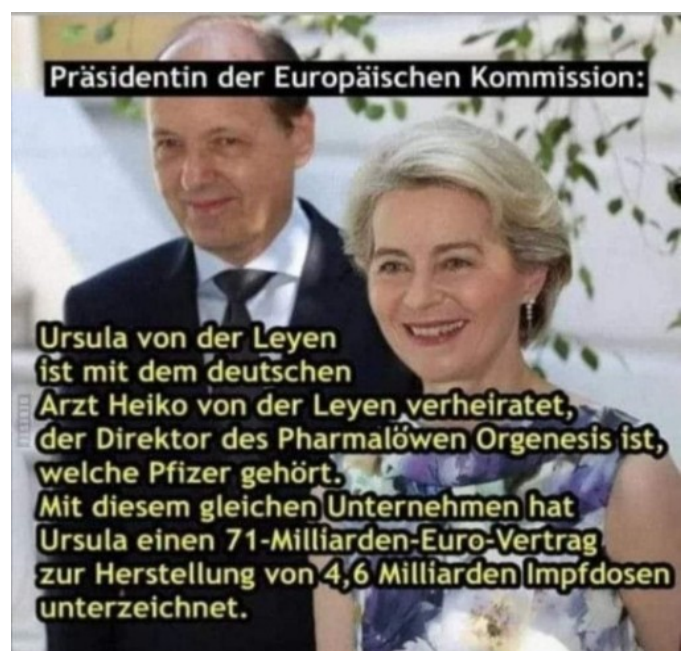 Präsidentin der Europäischen Kommission:
Ursula von der Leyen
ist mit dem deutschen
Arzt Heiko von der Leyen verheiratet,
der Direktor des Pharmalöwen Orgenesis ist,
welche Pfizer gehört.
Mit diesem gleichen Unternehmen hat
Ursula einen 71-Milliarden-Euro-Vertrag
zur Herstellung von 4,6 Milliarden Impfdosen
unterzeichnet.